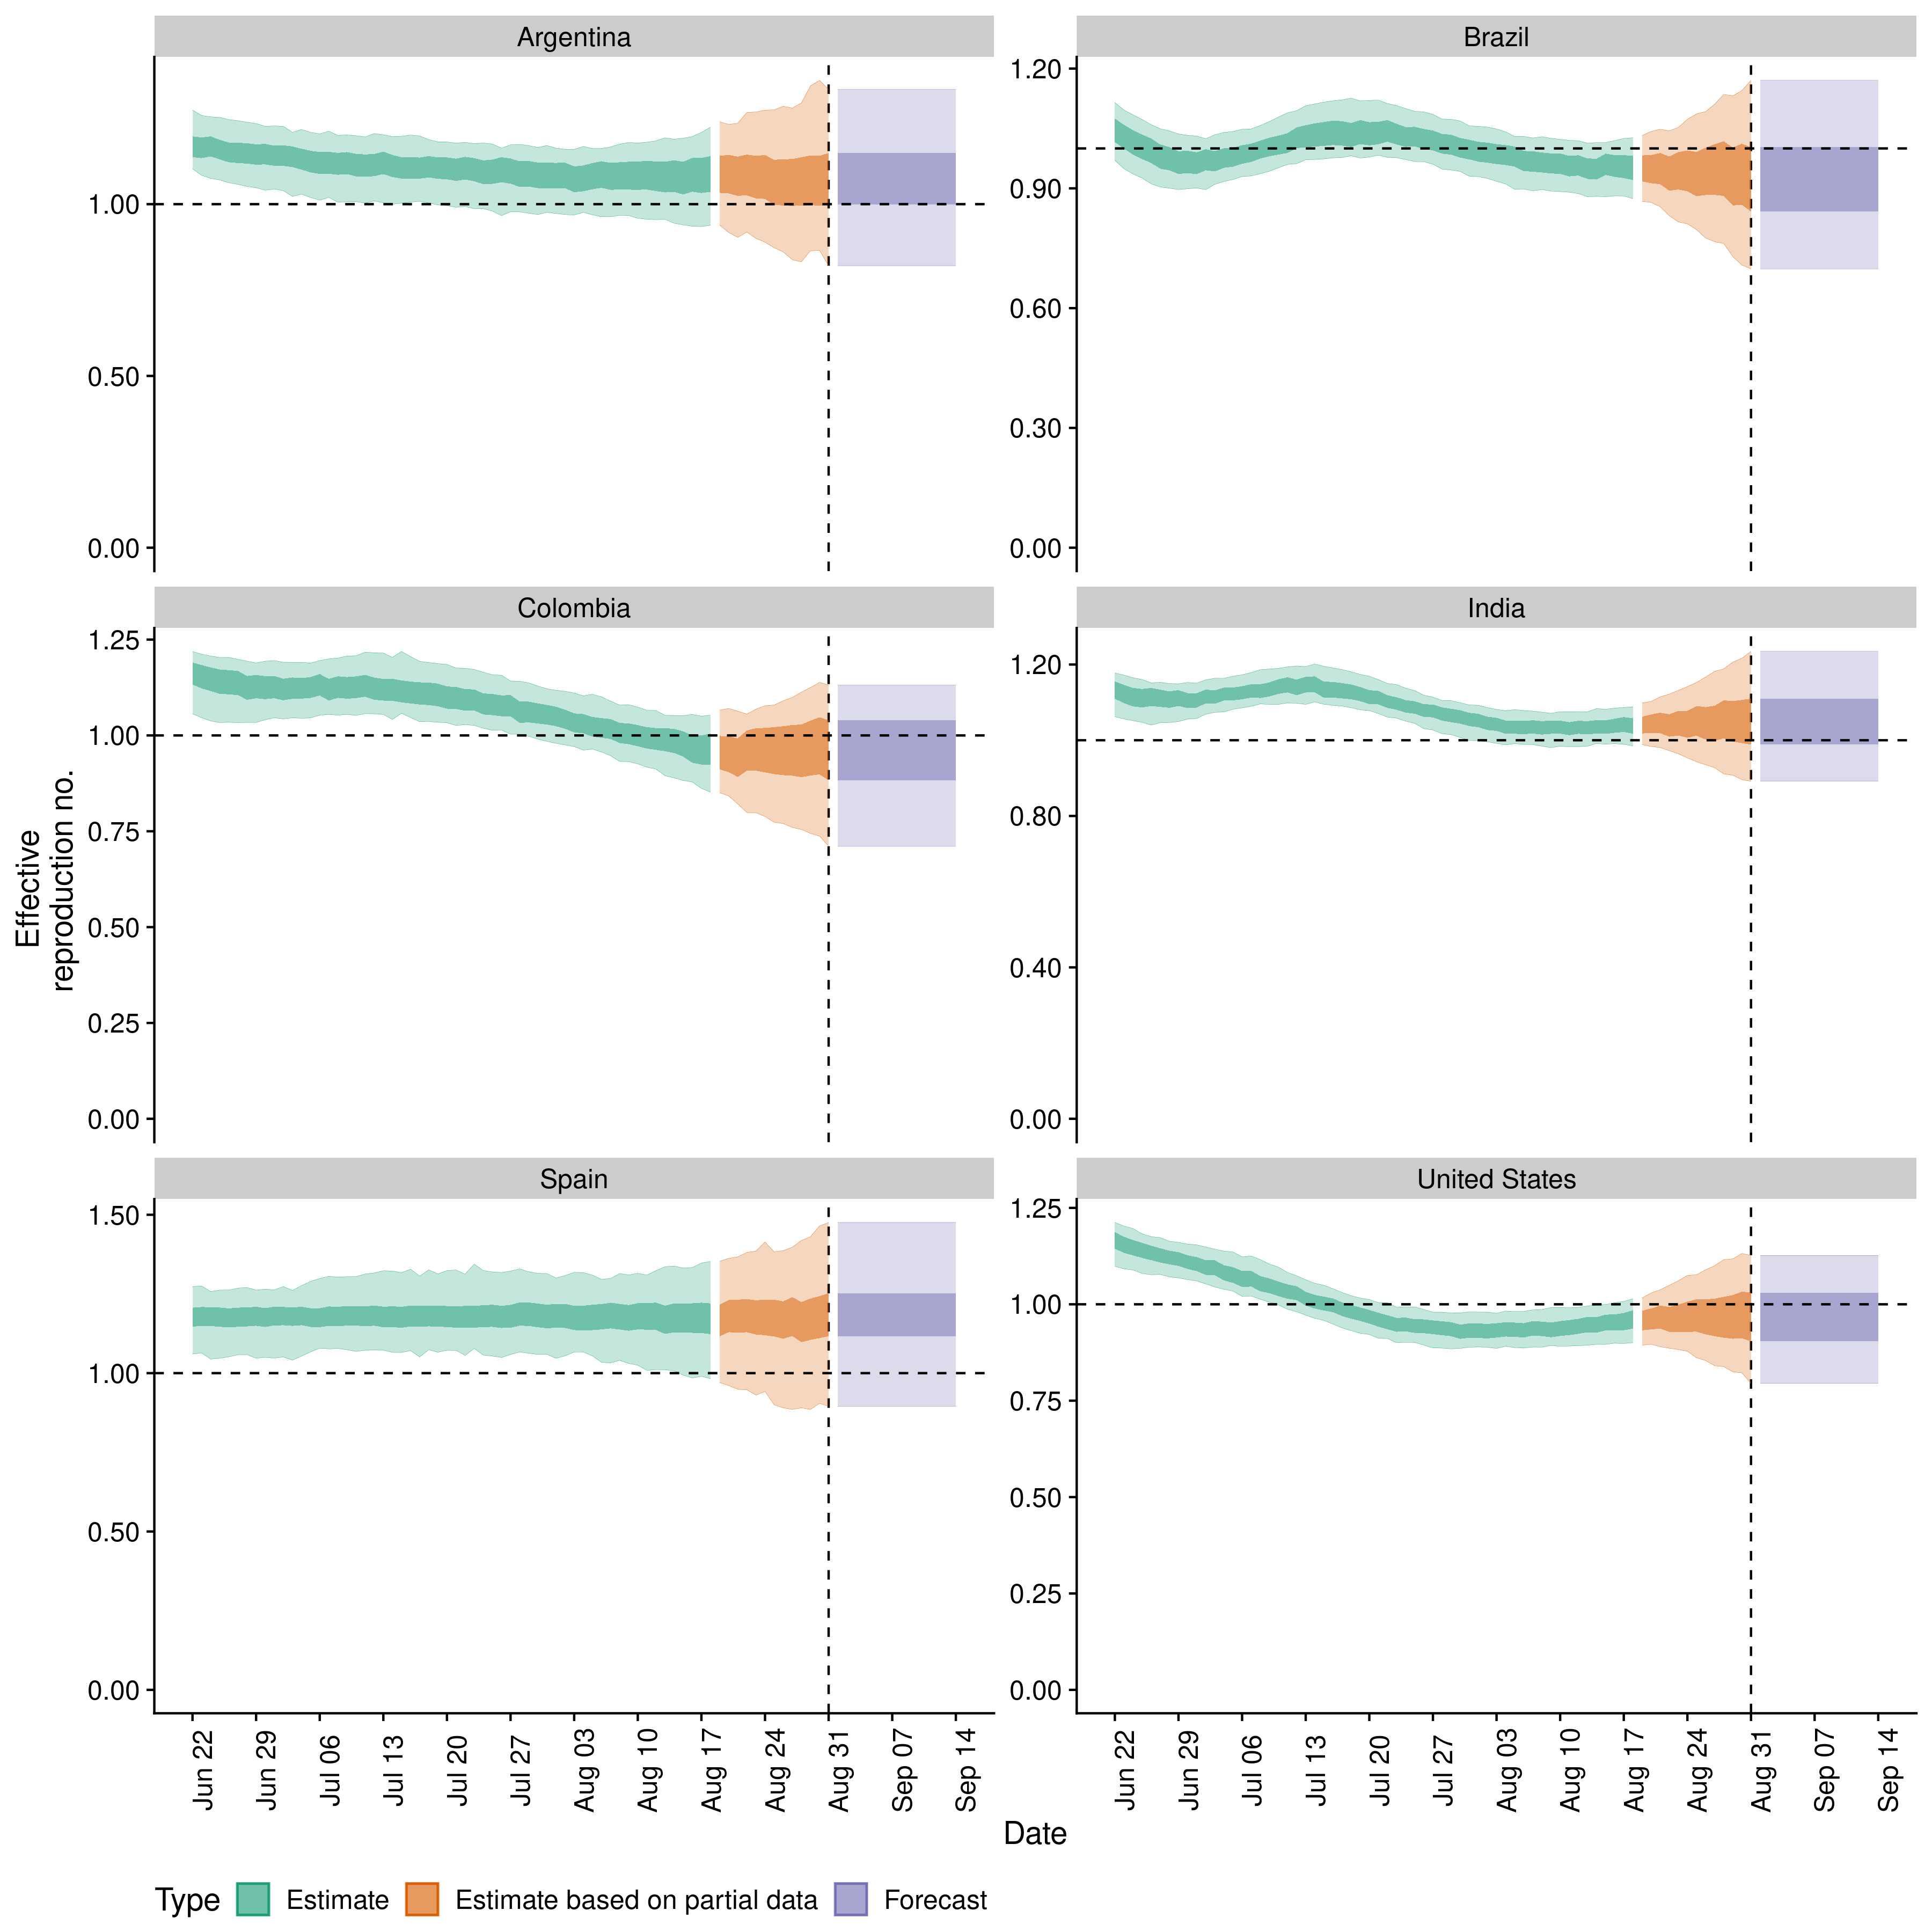 Argentina
Brazil
1.00
0.50
0.00
1.20
0.90
0.60
0.30
0.00
Colombia
India
1.25
1.00
0.75
0.50
0.25
0.00
1.20
0.80
0.40
0.00
Effective
reproduction no.
Spain
United States
1.50
1.00
0.50
0.00
1.25
1.00
0.75
0.50
0.25
0.00
Jun 22
Jun 29
Jul 06
Jul 13
Jul 20
Jul 27
Aug 03
Aug 10
Aug 17
Aug 24
Aug 31
Sep 07
Sep 14
Jun 22
Jun 29
Jul 06
Jul 13
Jul 20
Jul 27
Aug 03
Aug 10
Aug 17
Aug 24
Aug 31
Sep 07
Sep 14
Date
Type Estimate Estimate based on partial data Forecast